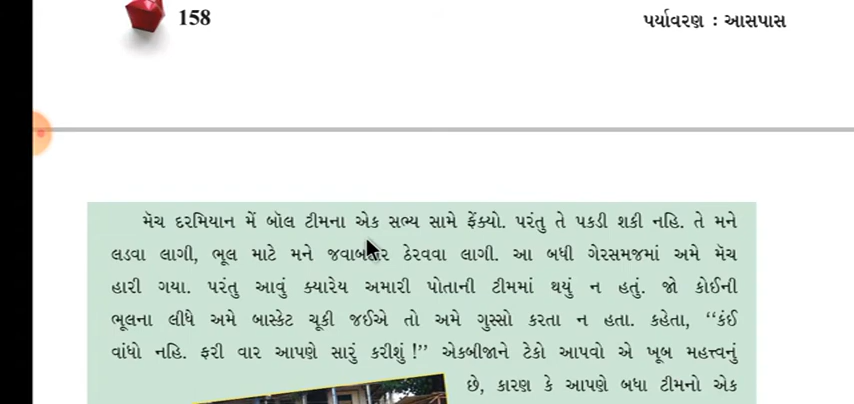 158
પર્યાવરણ : આસપાસ
મૅચ દરમિયાન મેં બૉલ ટીમના એક સભ્ય સામે ફેંક્યો. પરંતુ તે પકડી શકી નહિ. તે મને
લડવા લાગી, ભૂલ માટે મને જવાબદાર ઠેરવવા લાગી. આ બધી ગેરસમજમાં અમે મૅચ
હારી ગયા. પરંતુ આવું ક્યારેય અમારી પોતાની ટીમમાં થયું ન હતું. જો કોઈની
ભૂલના લીધે અમે બાસ્કેટ ચૂકી જઈએ તો અમે ગુસ્સો કરતા ન હતા. કહેતા, ‘‘કંઈ
વાંધો નહિ. ફરી વાર આપણે સારું કરીશું !’’ એકબીજાને ટેકો આપવો એ ખૂબ મહત્ત્વનું
છે, કારણ કે આપણે બધા ટીમનો એક